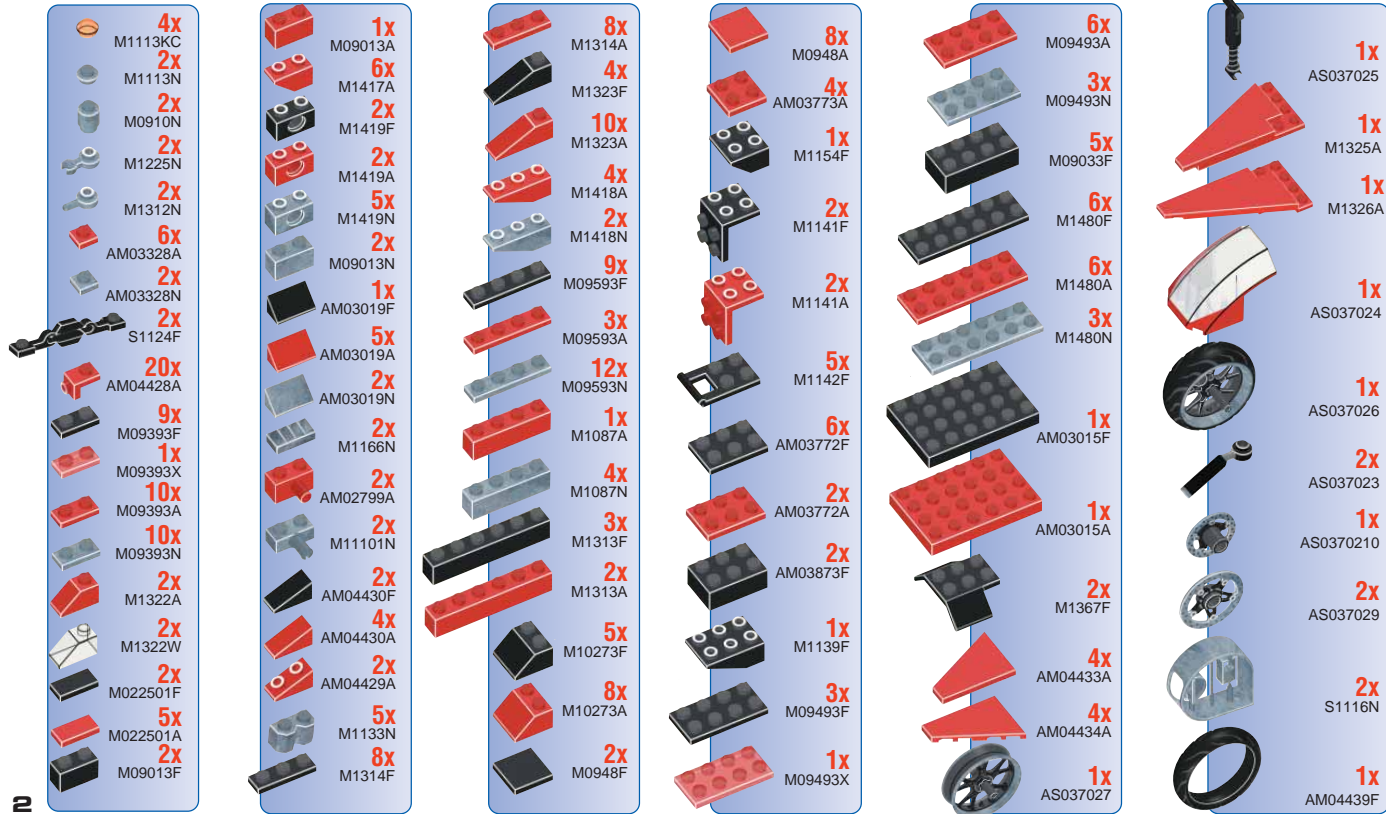 4x
M1113KC
2x
M1113N
2x
M0910N
2x
M1225N
2x
M1312N
6x
AM03328A
2x
AM03328N
2x
S1124F
20x
AM04428A
9x
M09393F
1x
M09393X
10x
M09393A
10x
M09393N
2x
M1322A
2x
M1322W
2x
M022501F
5x
M022501A
2x
M09013F
1x
M09013A
6x
M1417A
2x
M1419F
2x
M1419A
5x
M1419N
2x
M09013N
1x
AM03019F
5x
AM03019A
2x
AM03019N
2x
M1166N
2x
AM02799A
2x
M11101N
2x
AM04430F
4x
AM04430A
2x
AM04429A
5x
M1133N
8x
M1314F
8x
M1314A
4x
M1323F
10x
M1323A
4x
M1418A
2x
M1418N
9x
M09593F
3x
M09593A
12x
M09593N
1x
M1087A
4x
M1087N
3x
M1313F
2x
M1313A
5x
M10273F
8x
M10273A
2x
M0948F
8x
M0948A
4x
AM03773A
1x
M1154F
2x
M1141F
2x
M1141A
5x
M1142F
6x
AM03772F
2x
AM03772A
2x
AM03873F
1x
M1139F
3x
M09493F
1x
M09493X
6x
M09493A
3x
M09493N
5x
M09033F
6x
M1480F
6x
M1480A
3x
M1480N
1x
AM03015F
1x
AM03015A
2x
M1367F
4x
AM04433A
4x
AM04434A
1x
AS037027
1x
AS037025
1x
M1325A
1x
M1326A
1x
AS037024
1x
AS037026
2x
AS037023
1x
AS0370210
2x
AS037029
2x
S1116N
1x
AM04439F
2